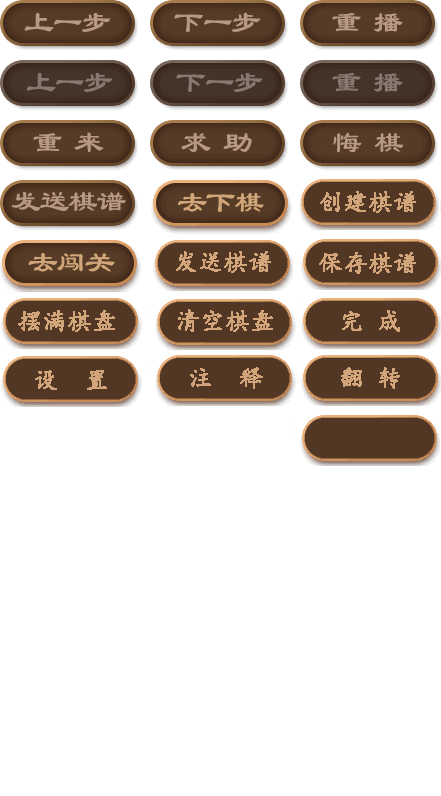 上一步 下一步 重播
上一步 下一步 重播
重来 求助 悔棋
发送棋谱 去下棋 创建棋谱
去闯关 发送棋谱 保存棋谱
摆满棋盘 清空棋盘 完成
设置 注释 翻转